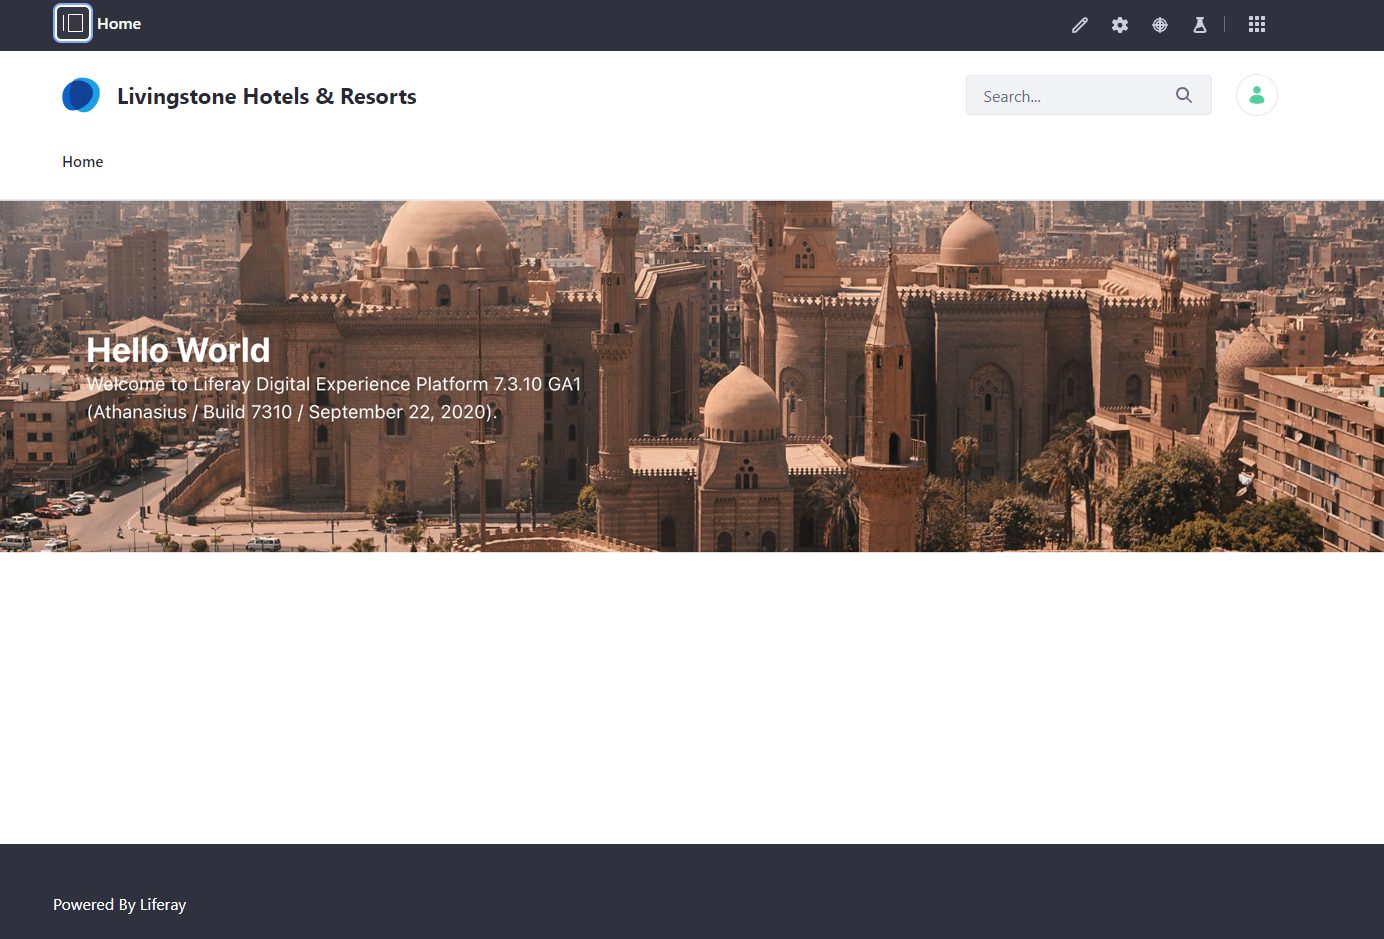 Home
Livingstone Hotels & Resorts
Search...
Home
Hello World
Welcome to Liferay Digital Experience Platform 7.3.10 GA1
(Athanasius / Build 7310 / September 22, 2020).
Powered By Liferay